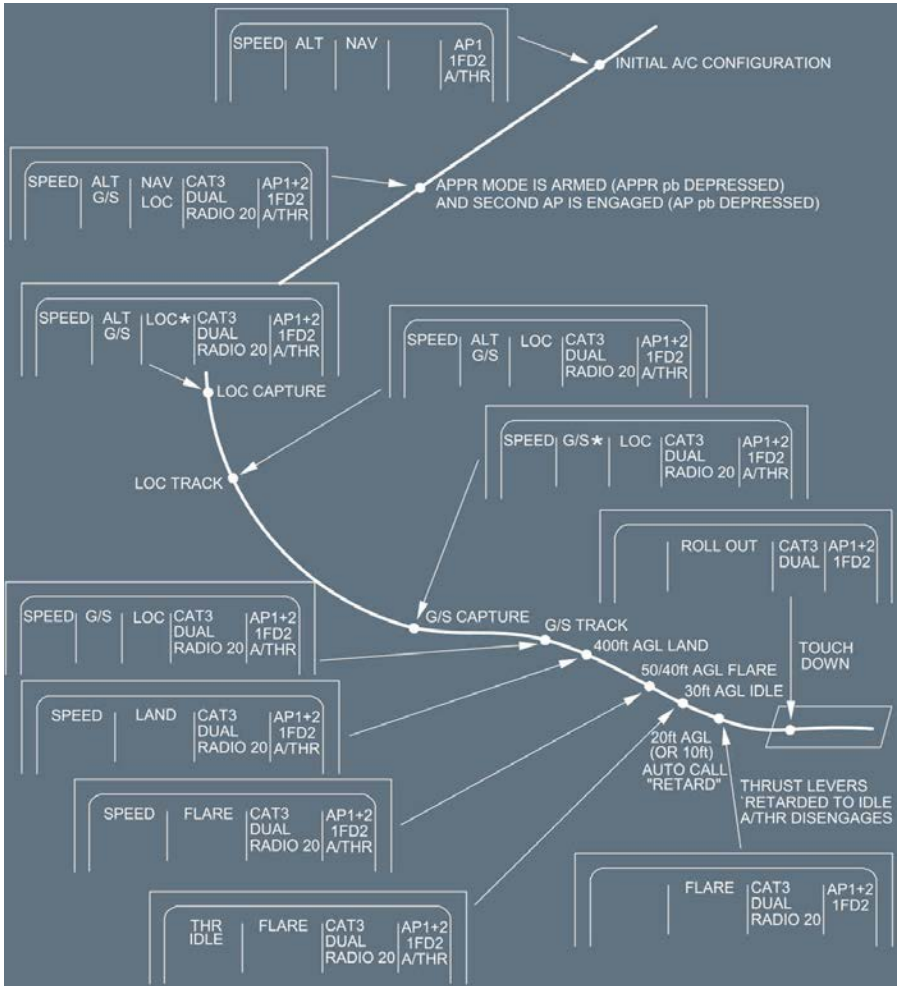 SPEED ALT NAV AP1
1FD2
A/THR
INITIAL A/C CONFIGURATION
SPEED ALT NAV CAT3 AP1+2
G/S LOC DUAL 1FD2
RADIO 20 A/THR
APPR MODE IS ARMED (APPR pb DEPRESSED)
AND SECOND AP IS ENGAGED (AP pb DEPRESSED)
SPEED ALT LOC* CAT3 AP1+2
G/S DUAL 1FD2
RADIO 20 A/THR
LOC CAPTURE
SPEED ALT LOC CAT3 AP1+2
G/S DUAL 1FD2
RADIO 20 A/THR
LOC TRACK
SPEED G/S* LOC CAT3 AP1+2
DUAL 1FD2
RADIO 20 A/THR
G/S CAPTURE
ROLL OUT CAT3 AP1+2
DUAL 1FD2
TOUCH
DOWN
SPEED G/S LOC CAT3 AP1+2
DUAL 1FD2
RADIO 20 A/THR
G/S TRACK
400ft AGL LAND
SPEED LAND CAT3 AP1+2
DUAL 1FD2
RADIO 20 A/THR
50/40ft AGL FLARE
30ft AGL IDLE
20ft AGL
(OR 10ft)
AUTO CALL
"RETARD"
THRUST LEVERS
`RETARDED TO IDLE
A/THR DISENGAGES
SPEED FLARE CAT3 AP1+2
DUAL 1FD2
RADIO 20 A/THR
FLARE CAT3 AP1+2
DUAL 1FD2
RADIO 20
THR FLARE CAT3 AP1+2
IDLE DUAL 1FD2
RADIO 20 A/THR